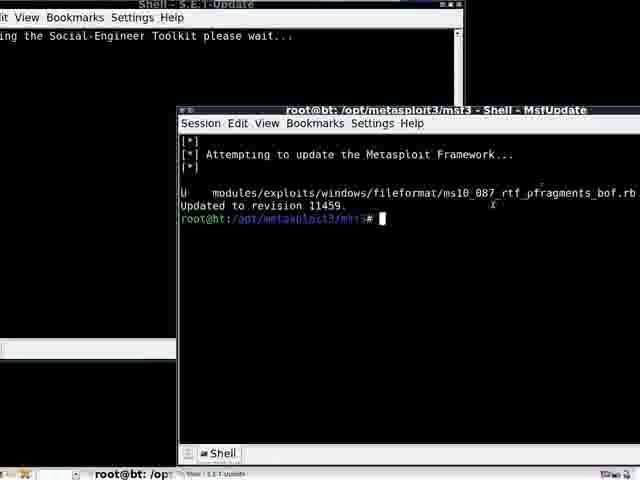 Shell - S.E.T-Update
it View Bookmarks Settings Help
ing the Social-Engineer Toolkit please wait...
root@bt: /opt/metasploit3/msf3 - Shell - MsfUpdate
Session Edit View Bookmarks Settings Help
[*]
[*] Attempting to update the Metasploit Framework...
[*]
U    modules/exploits/windows/fileformat/ms10_087_rtf_pfragments_bof.rb
Updated to revision 11459.
root@bt:/opt/metasploit3/msf3#
Shell
root@bt: /op
Shell - S.E.T-Update